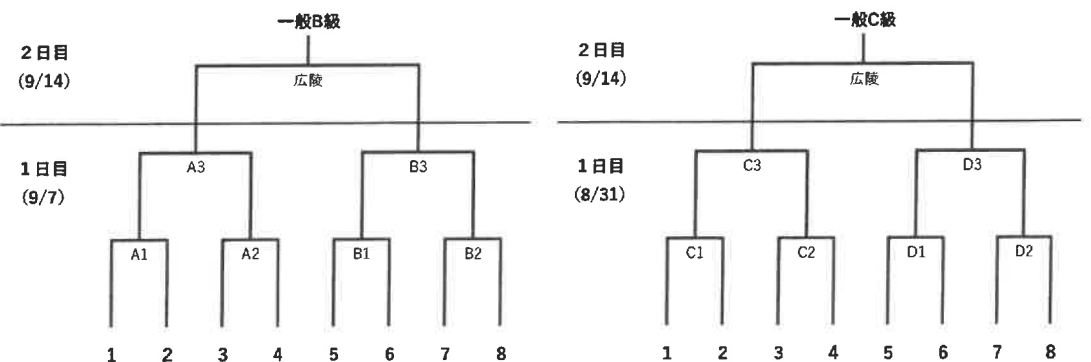 一般B級
2日目
(9/14)
広陵
1日目
(9/7)
A3
B3
A1
A2
B1
B2
1 2 3 4 5 6 7 8
一般C級
2日目
(9/14)
広陵
1日目
(8/31)
C3
D3
C1
C2
D1
D2
1 2 3 4 5 6 7 8